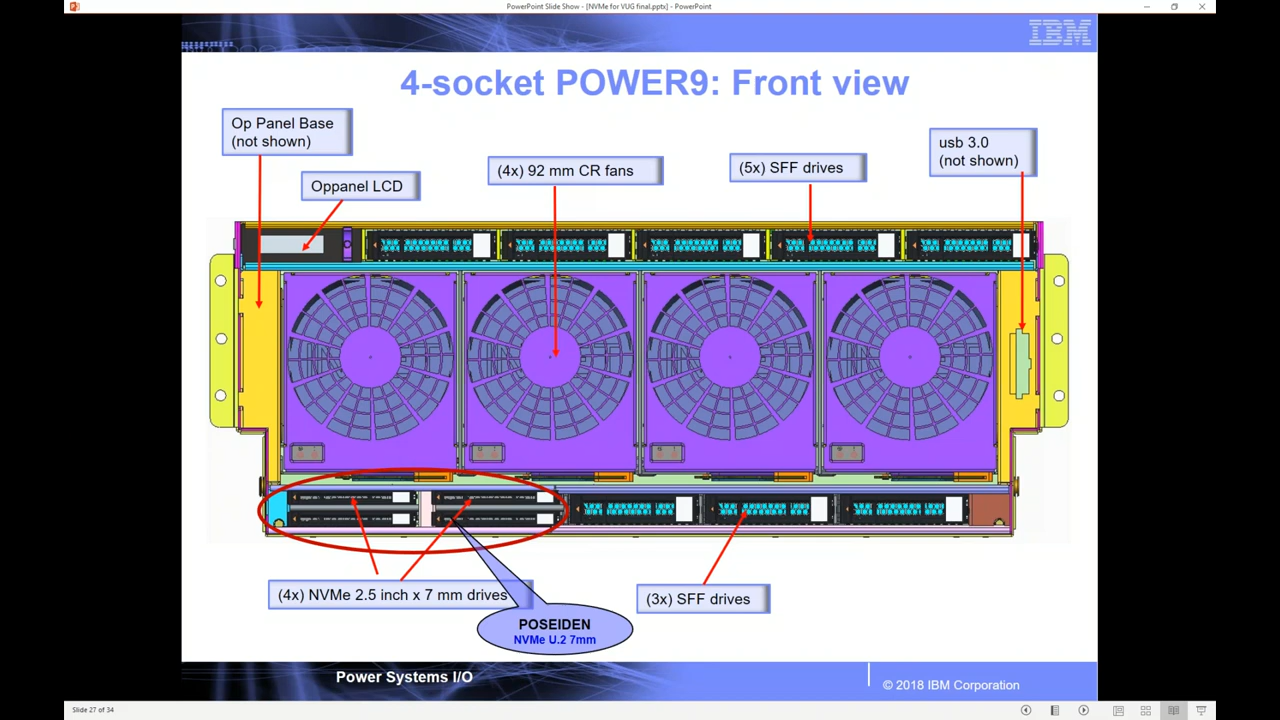 PowerPoint Slide Show - [NVMe for VUG final.pptx] - PowerPoint
IBM
4-socket POWER9: Front view
Op Panel Base
(not shown)
Oppanel LCD
(4x) 92 mm CR fans
(5x) SFF drives
usb 3.0
(not shown)
(4x) NVMe 2.5 inch x 7 mm drives
(3x) SFF drives
POSEIDEN
NVMe U.2 7mm
Power Systems I/O
© 2018 IBM Corporation
Slide 27 of 34